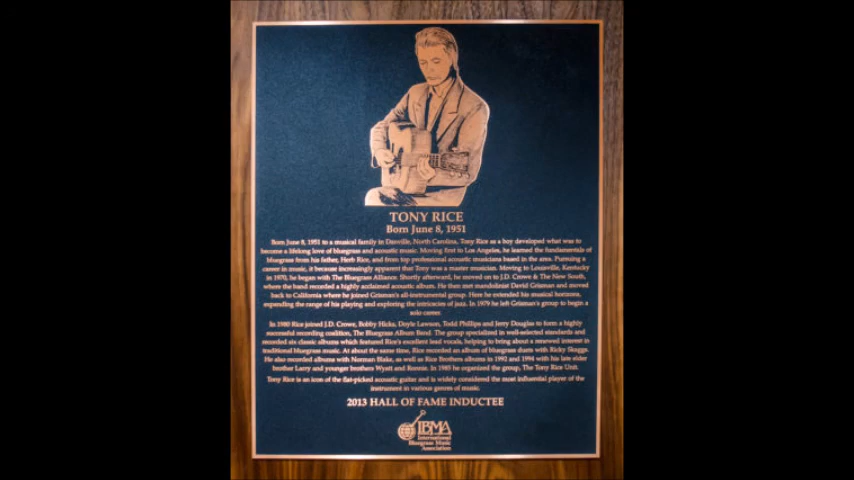 TONY RICE
Born June 8, 1951
Born June 8, 1951 to a musical family in Danville, North Carolina, Tony Rice as a boy developed what was to
become a lifelong love of bluegrass and acoustic music. Moving first to Los Angeles, he learned the fundamentals of
bluegrass from his father, Herb Rice, and from top professional acoustic musicians based in the area. Pursuing a
career in music, it became increasingly apparent that Tony was a master musician. Moving to Louisville, Kentucky
in 1970, he began with The Bluegrass Alliance. Shortly afterward, he moved on to J.D. Crowe & The New South,
where the band recorded a highly acclaimed acoustic album. He then met mandolinist David Grisman and moved
back to California where he joined Grisman's all-instrumental group. Here he extended his musical horizons,
expanding the range of his playing and exploring the intricacies of jazz. In 1979 he left Grisman's group to begin a
solo career.
In 1980 Rice joined J.D. Crowe, Bobby Hicks, Doyle Lawson, Todd Phillips and Jerry Douglas to form a highly
successful recording coalition, The Bluegrass Album Band. The group specialized in well-selected standards and
recorded six classic albums which featured Rice's excellent lead vocals, helping to bring about a renewed interest in
traditional bluegrass music. At about the same time, Rice recorded an album of bluegrass duets with Ricky Skaggs.
He also recorded albums with Norman Blake, as well as Rice Brothers albums in 1992 and 1994 with his late elder
brother Larry and younger brothers Wyatt and Ronnie. In 1985 he organized the group, The Tony Rice Unit.
Tony Rice is an icon of the flat-picked acoustic guitar and is widely considered the most influential player of the
instrument in various genres of music.
2013 HALL OF FAME INDUCTEE
IBMA
International
Bluegrass Music
Association